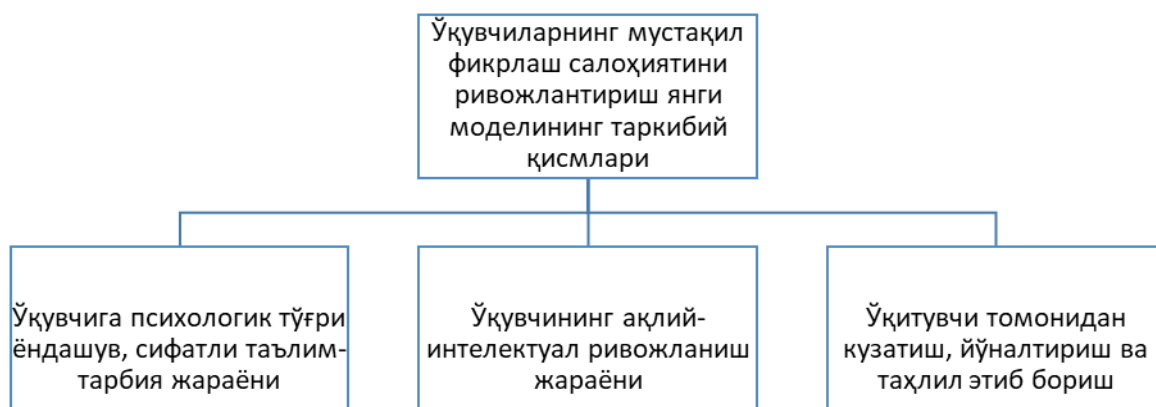 Ўқувчиларнинг мустақил
фикрлаш салоҳиятини
ривожлантириш янги
моделининг таркибий
қисмлари
Ўқувчига психологик тўғри
ёндашув, сифатли таълим-
тарбия жараёни
Ўқувчининг ақлий-
интелектуал ривожланиш
жараёни
Ўқитувчи томонидан
кузатиш, йўналтириш ва
таҳлил этиб бориш